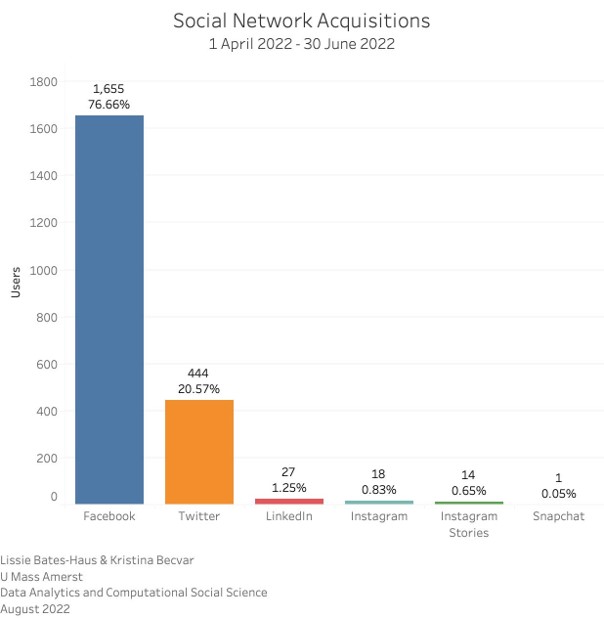 Social Network Acquisitions
1 April 2022 - 30 June 2022
Users
1800
1600
1400
1200
1000
800
600
400
200
0
1,655
76.66%
444
20.57%
27
1.25%
18
0.83%
14
0.65%
1
0.05%
Facebook
Twitter
LinkedIn
Instagram
Instagram
Stories
Snapchat
Lissie Bates-Haus & Kristina Becvar
U Mass Amerst
Data Analytics and Computational Social Science
August 2022